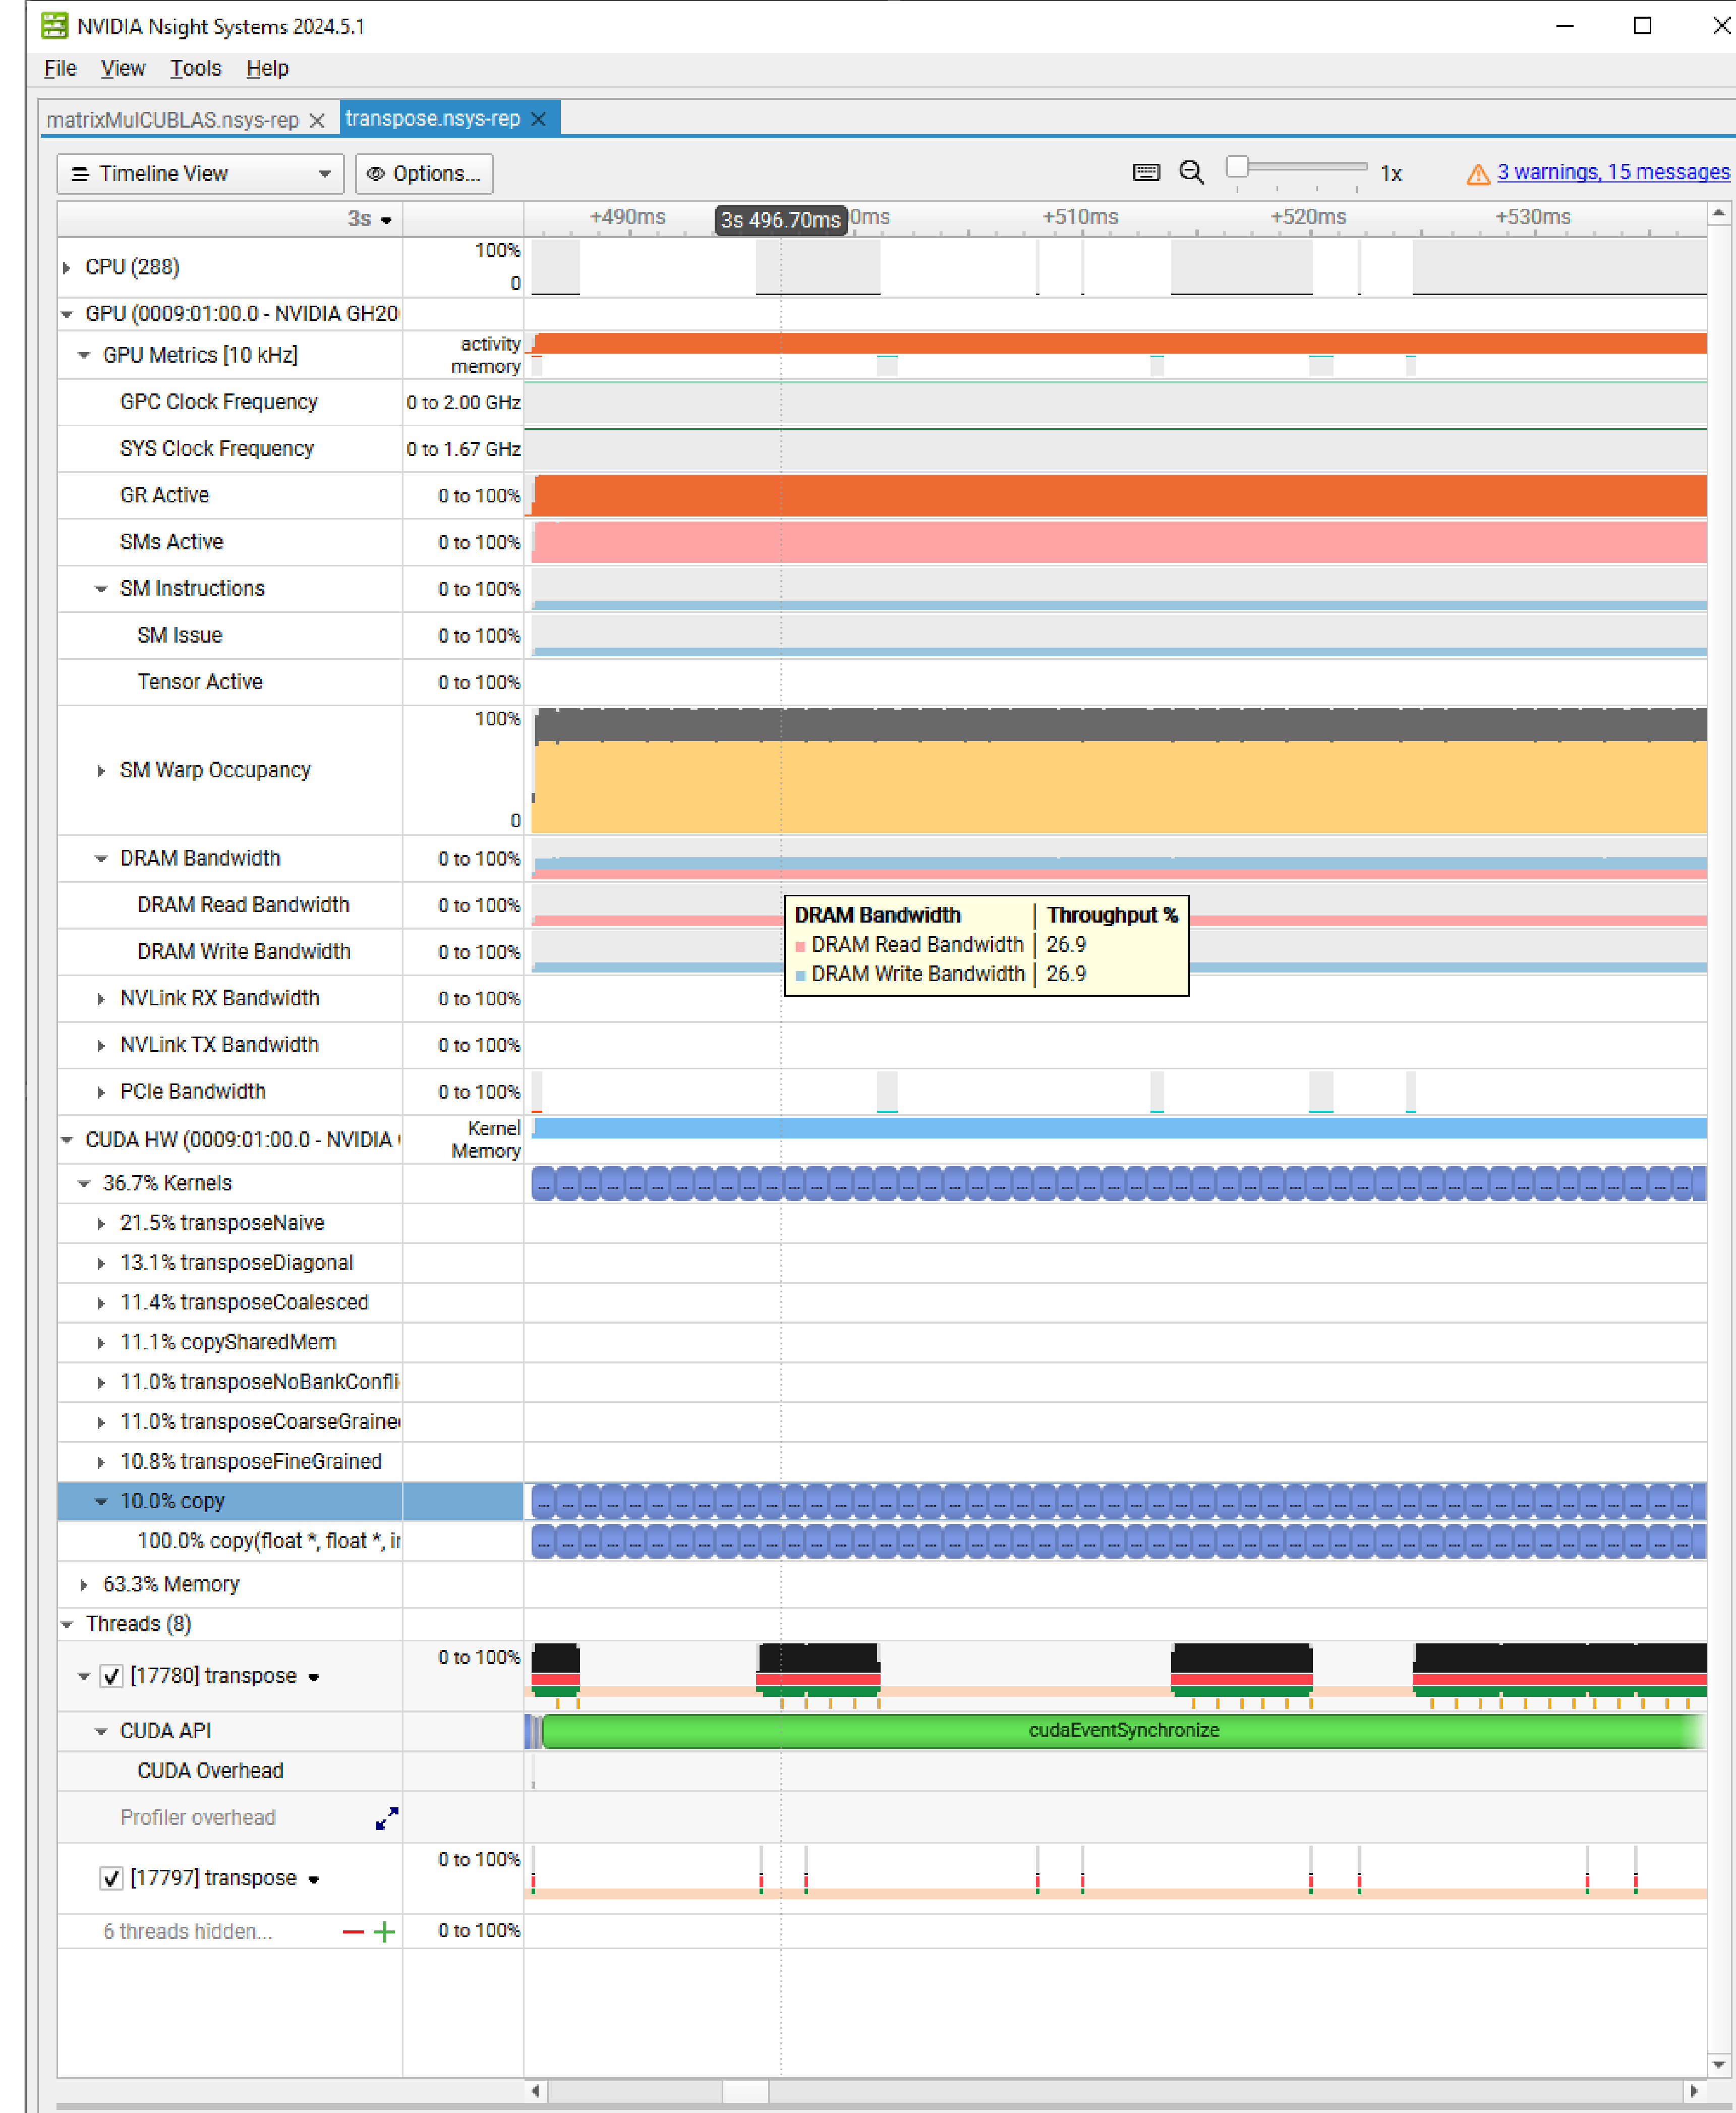 NVIDIA Nsight Systems 2024.5.1
File View Tools Help
matrixMulCUBLAS.nsys-rep transpose.nsys-rep
Timeline View Options... 1x 3 warnings, 15 messages
3s +490ms 3s 496.70ms 0ms +510ms +520ms +530ms
CPU (288) 100%
0
GPU (0009:01:00.0 - NVIDIA GH20
GPU Metrics [10 kHz] activity
memory
GPC Clock Frequency 0 to 2.00 GHz
SYS Clock Frequency 0 to 1.67 GHz
GR Active 0 to 100%
SMs Active 0 to 100%
SM Instructions 0 to 100%
SM Issue 0 to 100%
Tensor Active 0 to 100%
SM Warp Occupancy 100%
0
DRAM Bandwidth 0 to 100%
DRAM Read Bandwidth 0 to 100%
DRAM Write Bandwidth 0 to 100%
DRAM Bandwidth Throughput %
DRAM Read Bandwidth 26.9
DRAM Write Bandwidth 26.9
NVLink RX Bandwidth 0 to 100%
NVLink TX Bandwidth 0 to 100%
PCIe Bandwidth 0 to 100%
CUDA HW (0009:01:00.0 - NVIDIA Kernel
Memory
36.7% Kernels
21.5% transposeNaive
13.1% transposeDiagonal
11.4% transposeCoalesced
11.1% copySharedMem
11.0% transposeNoBankConfli
11.0% transposeCoarseGraine
10.8% transposeFineGrained
10.0% copy
100.0% copy(float *, float *, ir
63.3% Memory
Threads (8)
[17780] transpose 0 to 100%
CUDA API cudaEventSynchronize
CUDA Overhead
Profiler overhead
[17797] transpose 0 to 100%
6 threads hidden... 0 to 100%